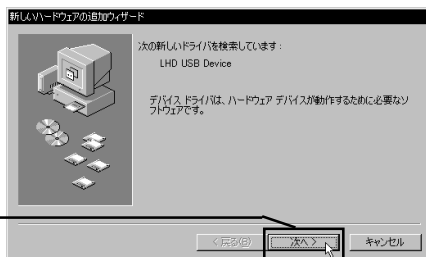 新しいハードウェアの追加ウィザード
次の新しいドライバを検索しています:
LHD USB Device
デバイス ドライバは、ハードウェア デバイスが動作するために必要なソ
フトウェアです。
< 戻る(B)
次へ >
キャンセル